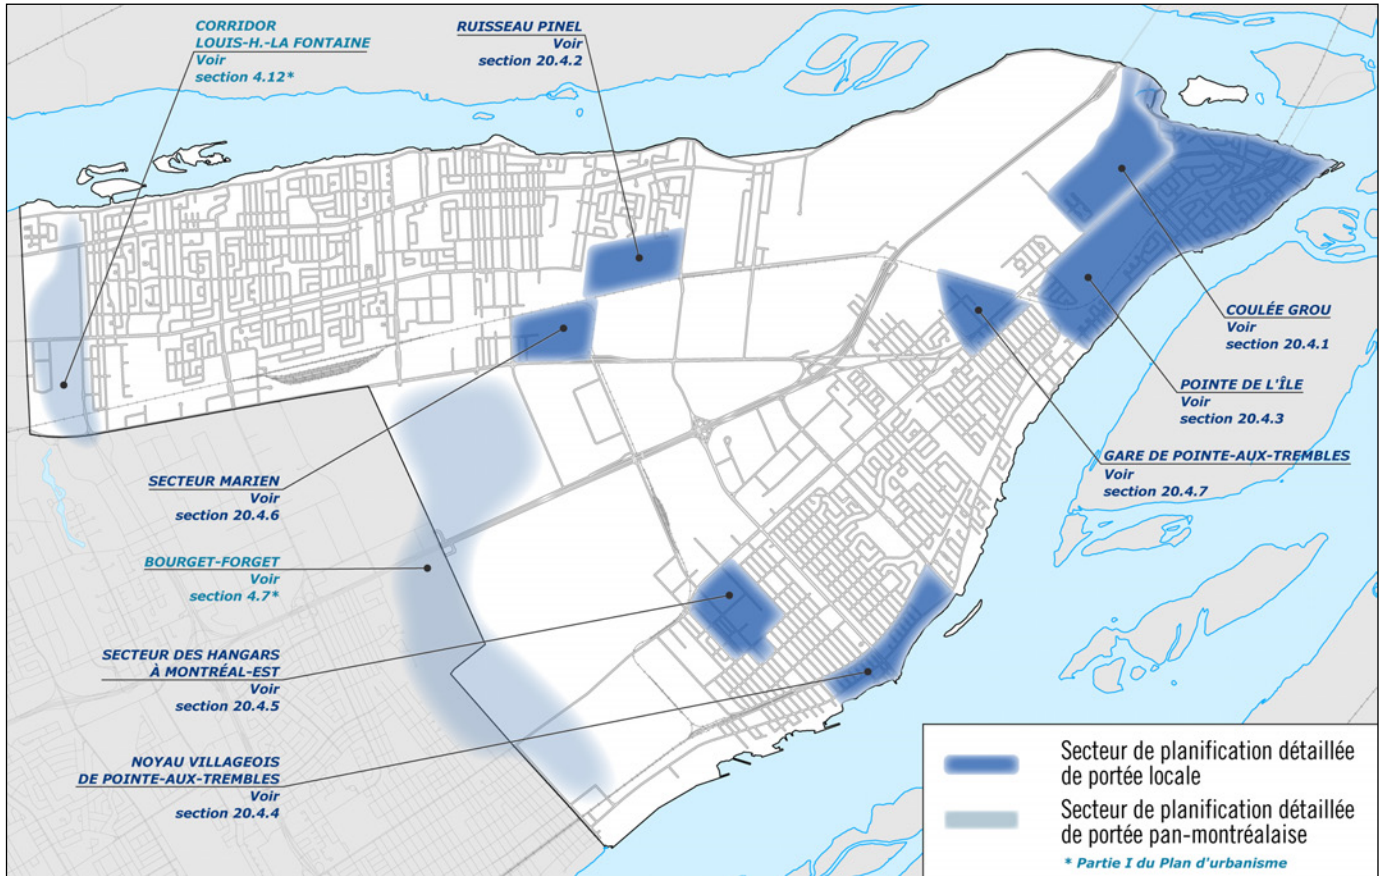 CORRIDOR
LOUIS-H.-LA FONTAINE
Voir
section 4.12*
RUISSEAU PINEL
Voir
section 20.4.2
COULÉE GROU
Voir
section 20.4.1
POINTE DE L'ÎLE
Voir
section 20.4.3
GARE DE POINTE-AUX-TREMBLES
Voir
section 20.4.7
SECTEUR MARIEN
Voir
section 20.4.6
BOURGET-FORGET
Voir
section 4.7*
SECTEUR DES HANGARS
À MONTRÉAL-EST
Voir
section 20.4.5
NOYAU VILLAGEOIS
DE POINTE-AUX-TREMBLES
Voir
section 20.4.4
Secteur de planification détaillée
de portée locale
Secteur de planification détaillée
de portée pan-montréalaise
* Partie I du Plan d'urbanisme